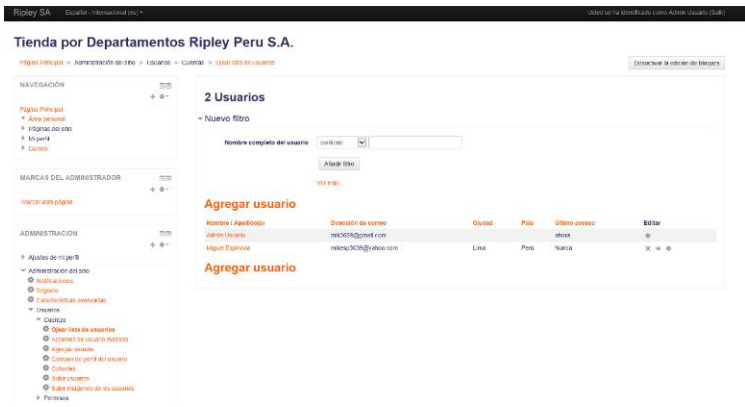 Ripley SA Español - Internacional (es)
Usted se ha identificado como Admin Usuario (Salir)
Tienda por Departamentos Ripley Peru S.A.
Página Principal Administración del sitio Usuarios Cuentas Ojear lista de usuarios
Desactivar la edición de bloques
NAVEGACIÓN
Página Principal
Área personal
Páginas del sitio
Mi perfil
Cursos
MARCAS DEL ADMINISTRADOR
Marcar esta página
ADMINISTRACIÓN
Ajustes de mi perfil
Administración del sitio
Notificaciones
Registro
Características avanzadas
Usuarios
Cuentas
Ojear lista de usuarios
Acciones de usuario masivas
Agregar usuario
Campos de perfil del usuario
Cohortes
Subir usuarios
Subir imágenes de los usuarios
Permisos
2 Usuarios
Nuevo filtro
Nombre completo del usuario contiene
Añadir filtro
Ver más...
Agregar usuario
Nombre / Apellido(s) Dirección de correo Ciudad País Último acceso Editar
Admin Usuario mik3639@gmail.com ahora
Miguel Espinoza mikesp3639@yahoo.com Lima Perú Nunca
Agregar usuario